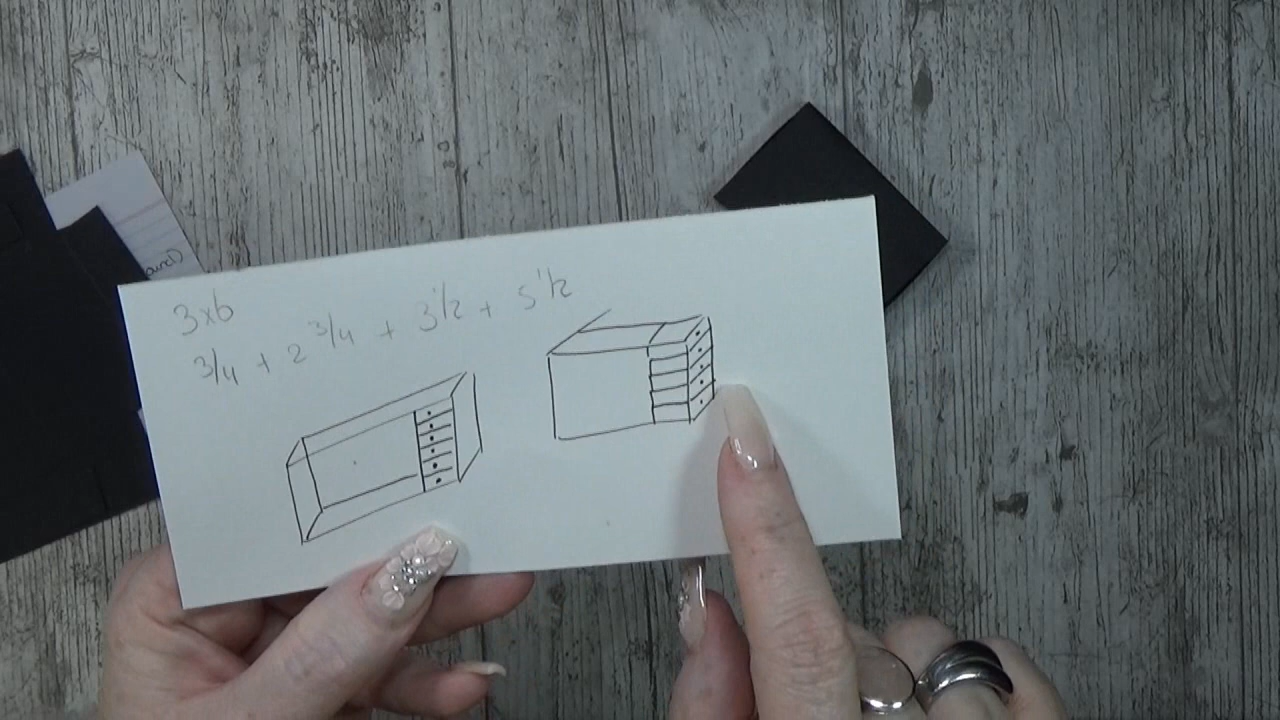 3x6
3/4 + 2 3/4 + 3 1/2 + 5 1/2